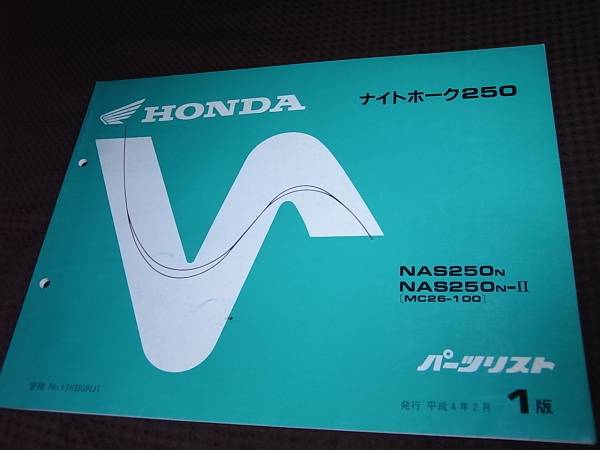 HONDA
ナイトホーク250
NAS250N
NAS250N-II
[MC26-100]
パーツリスト
管理 No.11KB0NJ1
発行 平成4年2月 1版